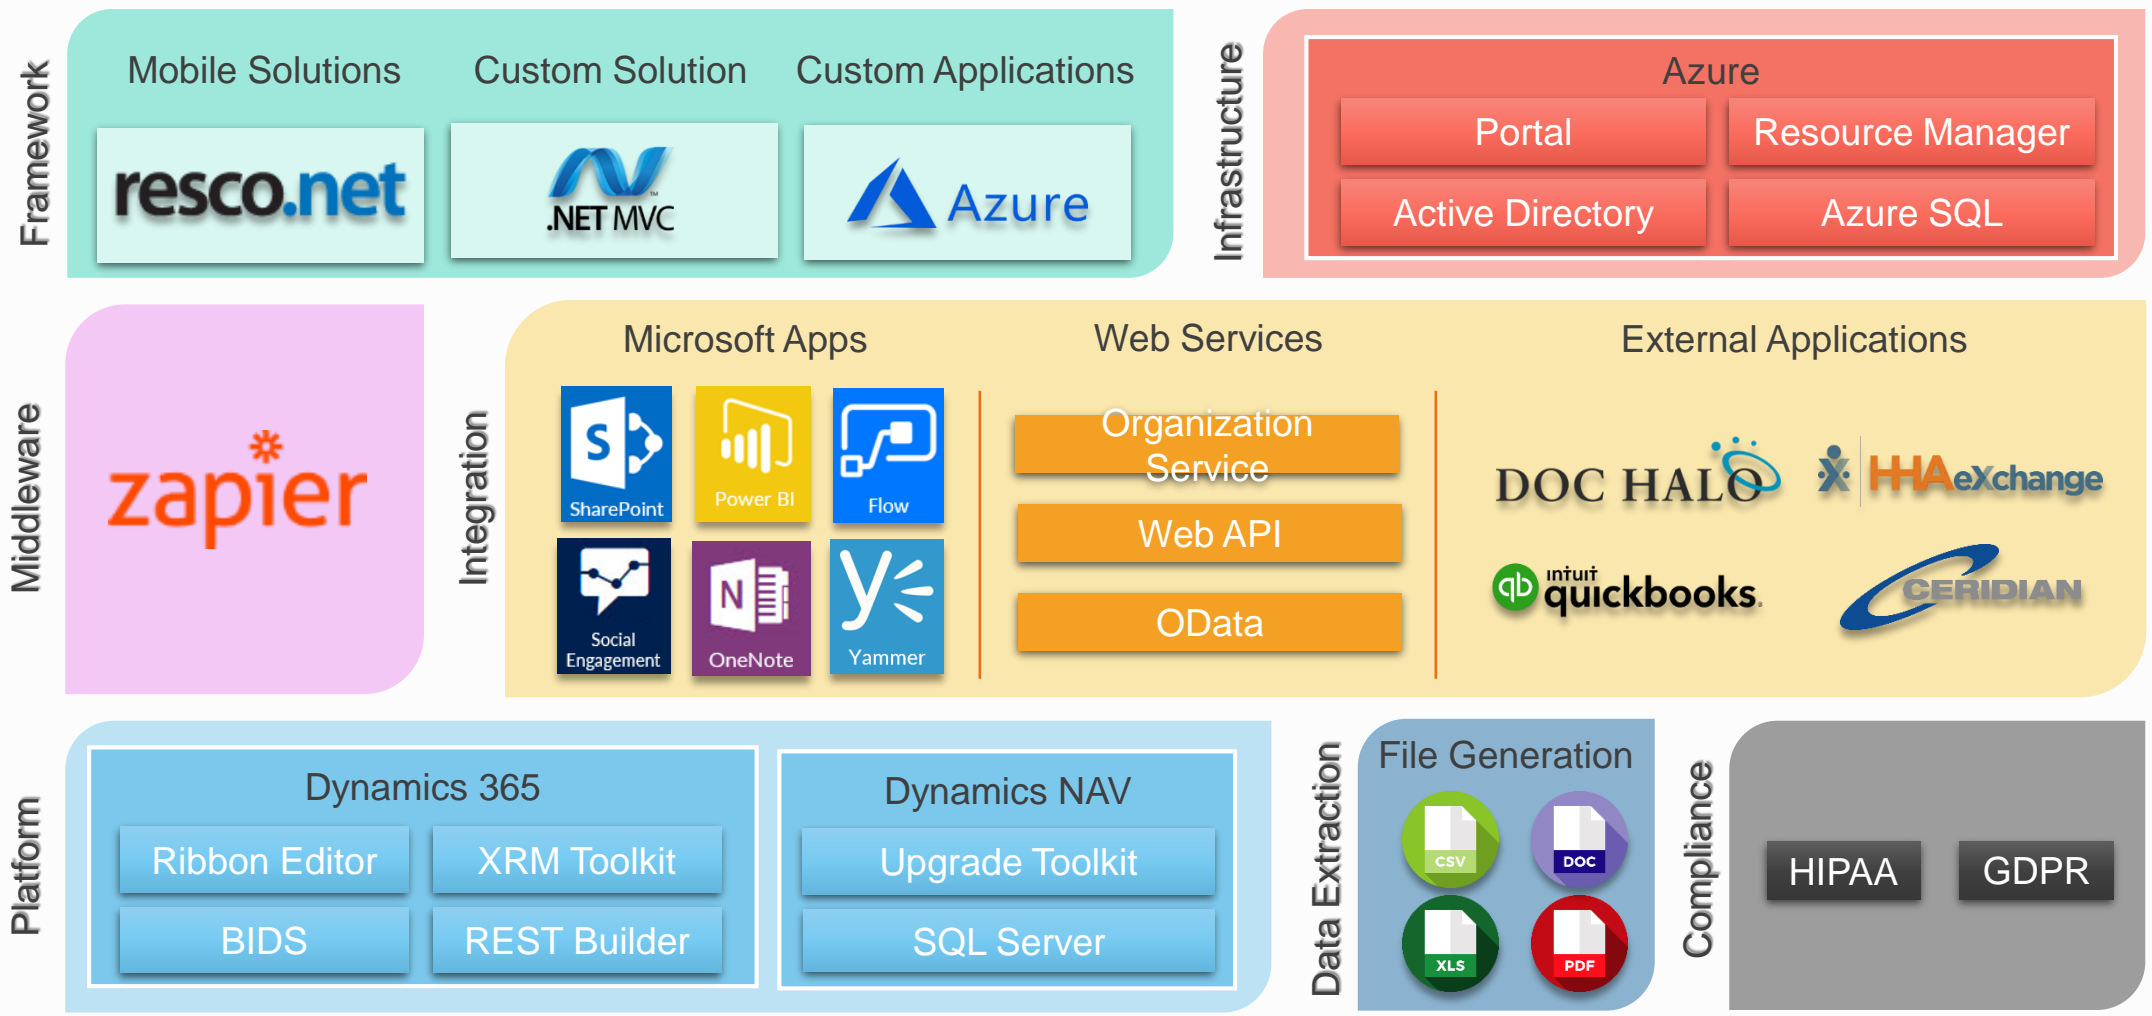 Framework
Mobile Solutions
Custom Solution
Custom Applications
resco.net
.NET MVC
™
Azure
Infrastructure
Azure
Portal
Resource Manager
Active Directory
Azure SQL
Middleware
zapier
Integration
Microsoft Apps
Web Services
External Applications
SharePoint
Power BI
Flow
Social
Engagement
OneNote
Yammer
Organization
Service
Web API
OData
DOC HALO
HHAeXchange
intuit
quickbooks.
CERIDIAN
Platform
Dynamics 365
Ribbon Editor
XRM Toolkit
BIDS
REST Builder
Dynamics NAV
Upgrade Toolkit
SQL Server
Data Extraction
File Generation
CSV
DOC
XLS
PDF
Compliance
HIPAA
GDPR